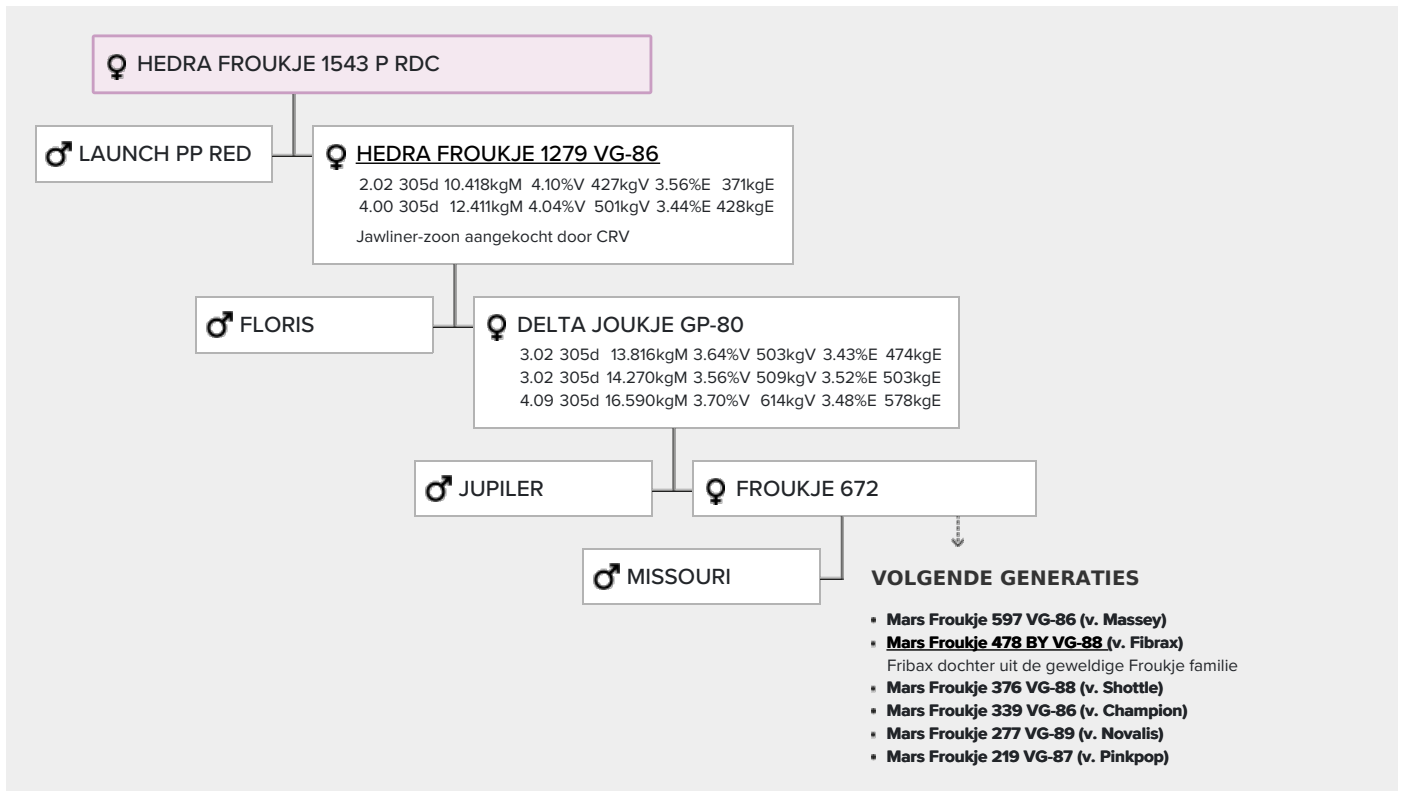 HEDRA FROUKJE 1543 P RDC
LAUNCH PP RED
HEDRA FROUKJE 1279 VG-86
2.02 305d 10.418kgM 4.10%V 427kgV 3.56%E 371kgE
4.00 305d 12.411kgM 4.04%V 501kgV 3.44%E 428kgE
Jawliner-zoon aangekocht door CRV
FLORIS
DELTA JOUKJE GP-80
3.02 305d 13.816kgM 3.64%V 503kgV 3.43%E 474kgE
3.02 305d 14.270kgM 3.56%V 509kgV 3.52%E 503kgE
4.09 305d 16.590kgM 3.70%V 614kgV 3.48%E 578kgE
JUPILER
FROUKJE 672
MISSOURI
VOLGENDE GENERATIES
Mars Froukje 597 VG-86 (v. Massey)
Mars Froukje 478 BY VG-88 (v. Fibrax)
Fribax dochter uit de geweldige Froukje familie
Mars Froukje 376 VG-88 (v. Shottle)
Mars Froukje 339 VG-86 (v. Champion)
Mars Froukje 277 VG-89 (v. Novalis)
Mars Froukje 219 VG-87 (v. Pinkpop)